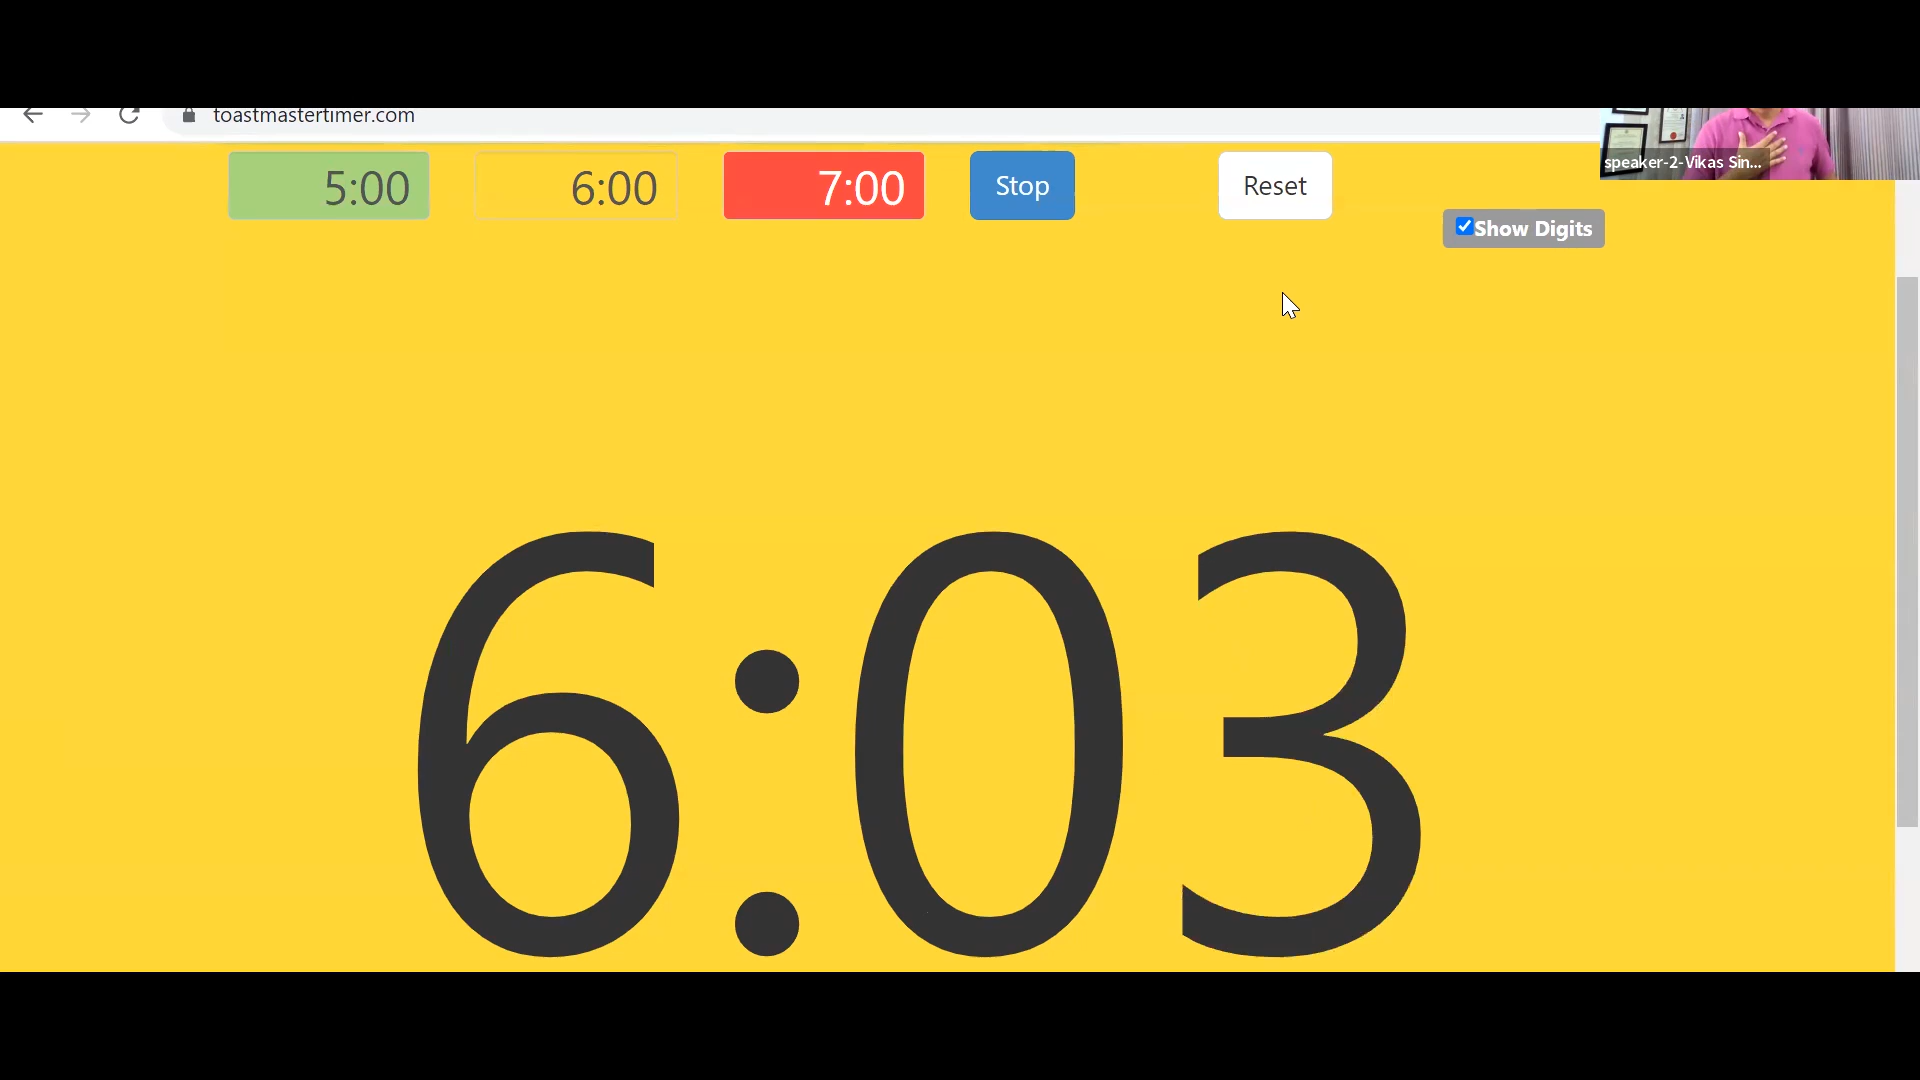 toastmastertimer.com
speaker-2-Vikas Sin...
5:00 6:00 7:00 Stop Reset
Show Digits
6:03